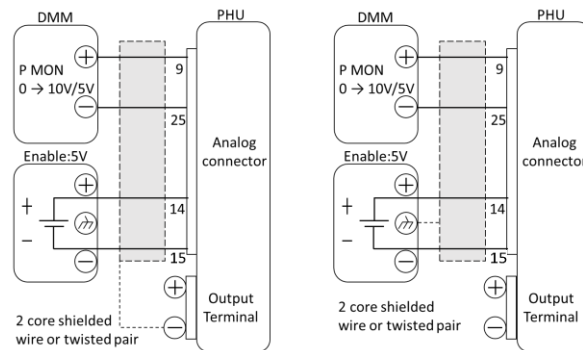 DMM
PHU
P MON
0 → 10V/5V
9
25
Analog
connector
Enable:5V
+
−
14
15
Output
Terminal
2 core shielded
wire or twisted pair
DMM
PHU
P MON
0 → 10V/5V
9
25
Analog
connector
Enable:5V
+
−
14
15
Output
Terminal
2 core shielded
wire or twisted pair